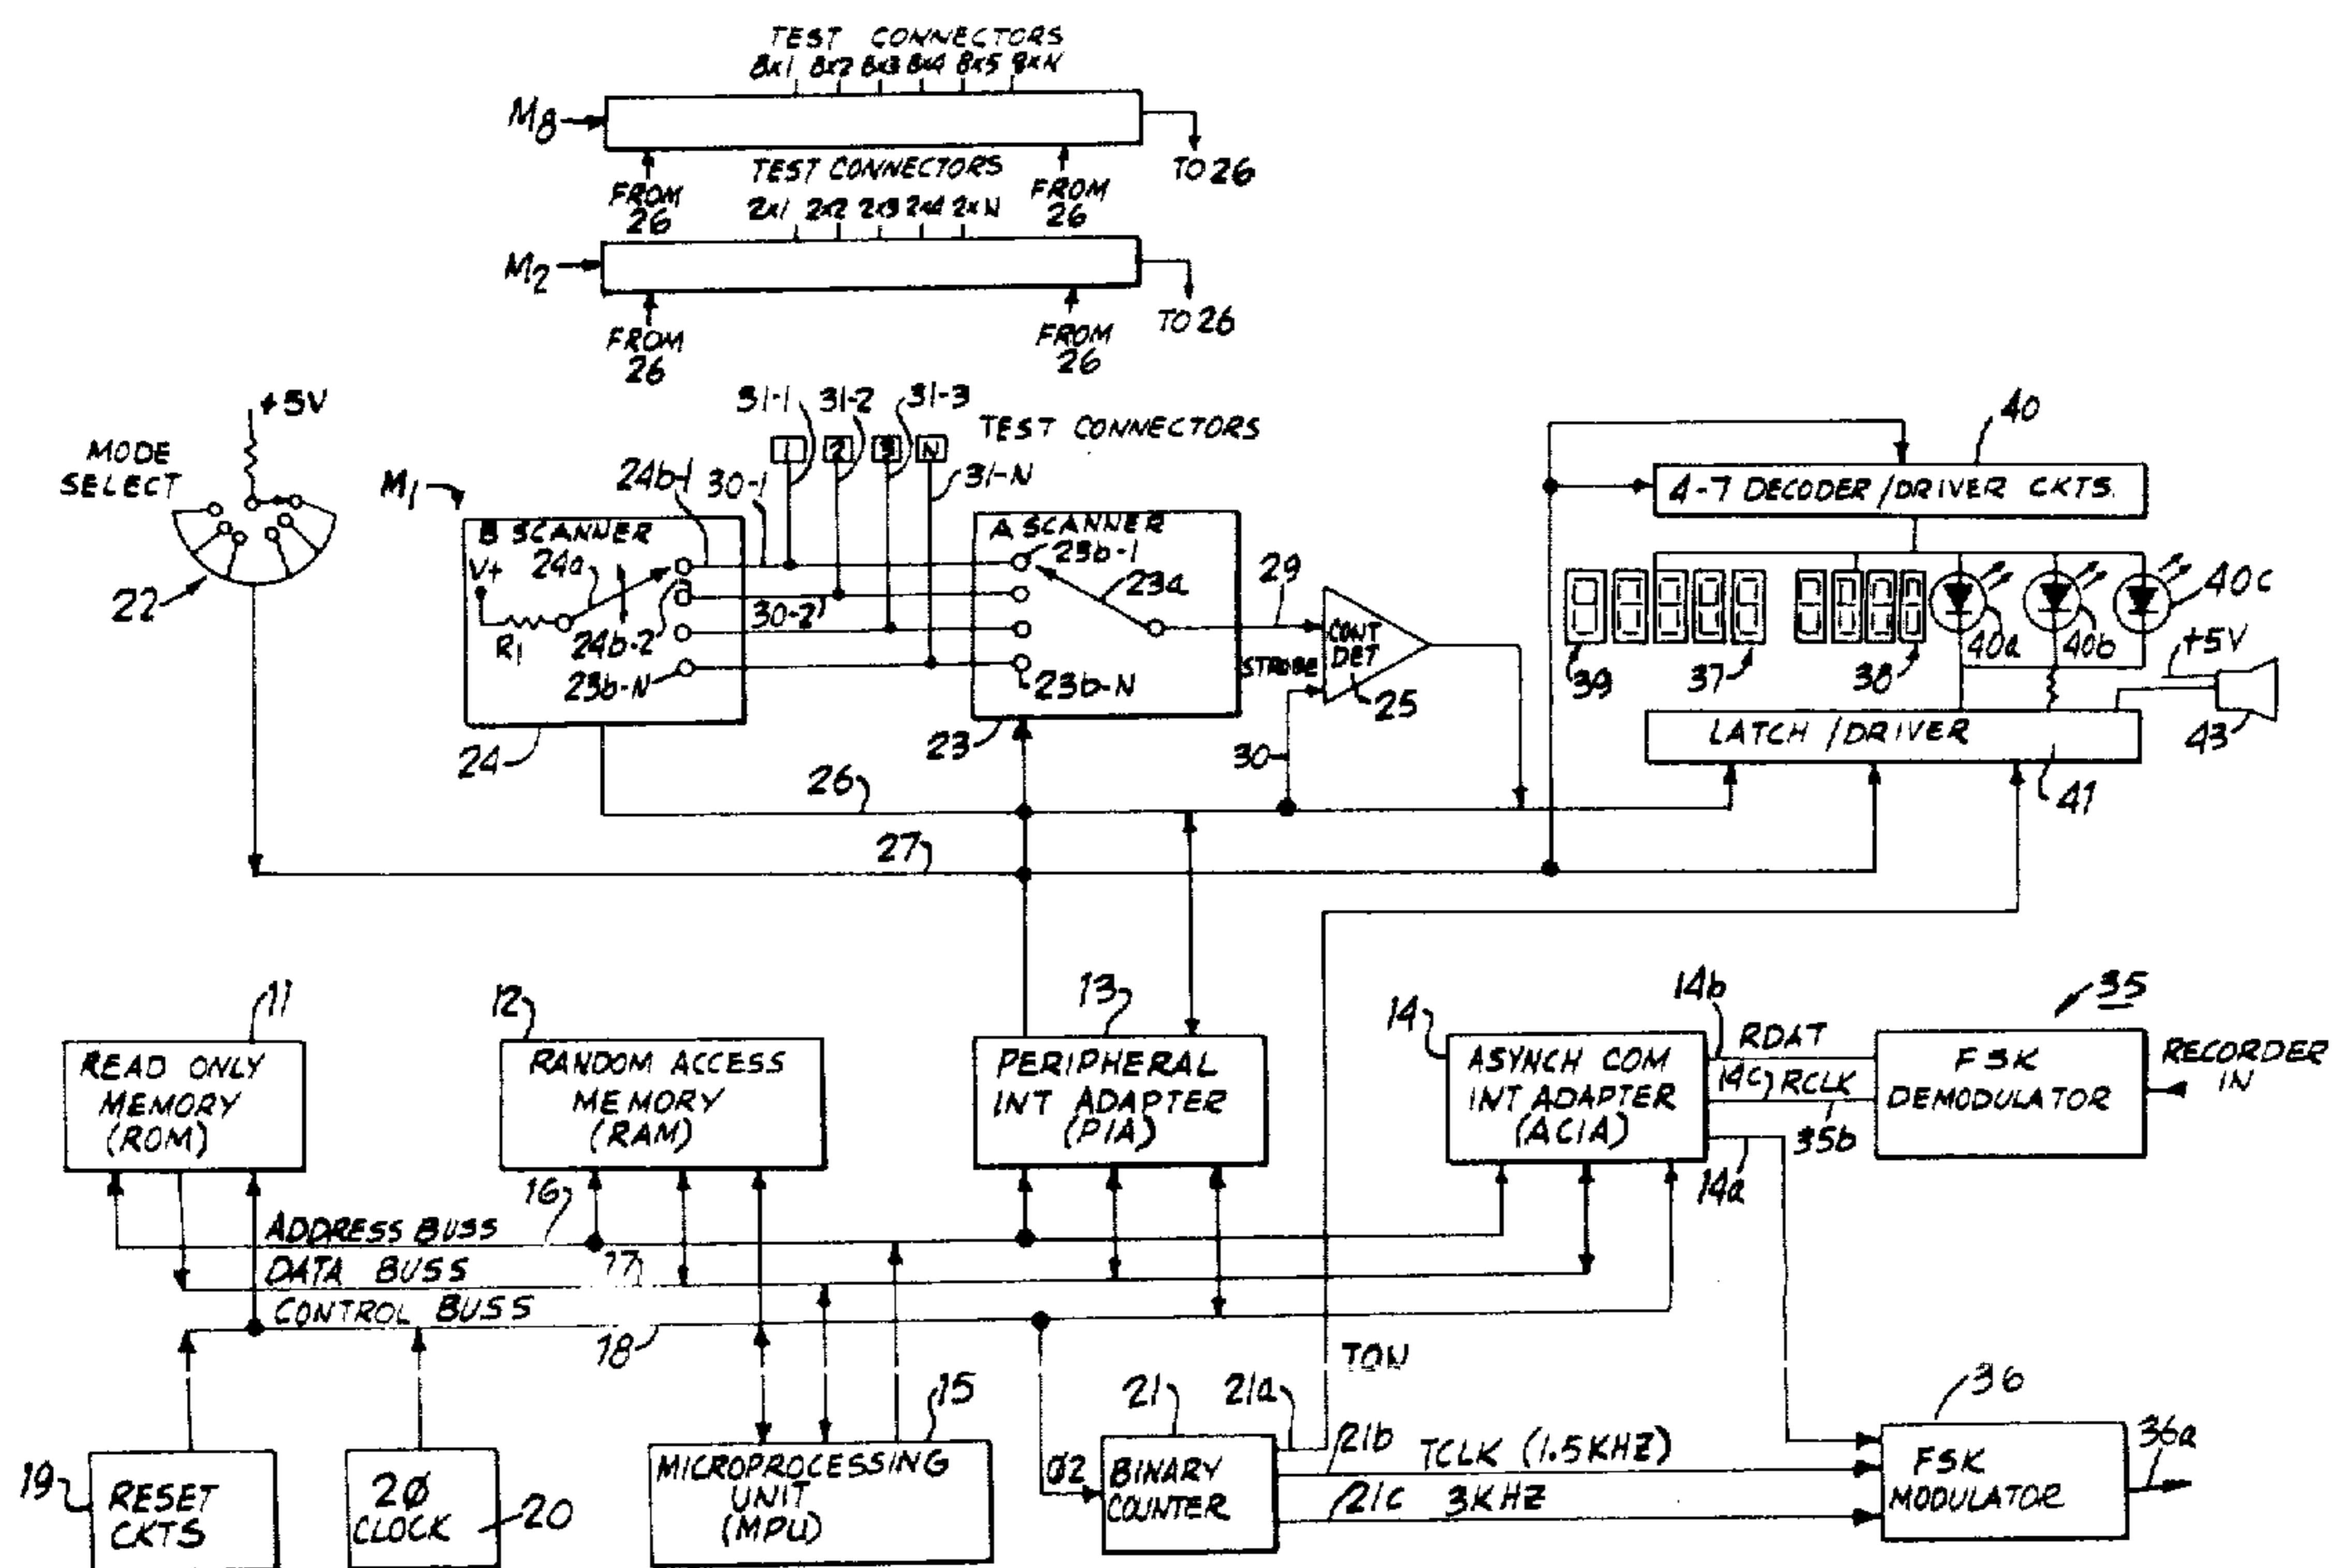 TEST CONNECTORS
8x1 8x2 8x3 8x4 8x5 8xN
M8
TO 26
FROM 26
FROM 26
TEST CONNECTORS
2x1 2x2 2x3 2x4 2xN
M2
TO 26
FROM 26
FROM 26
+5V
MODE SELECT
22
M1
31-1 31-2 31-3
1 2 3 N
TEST CONNECTORS
31-N
24b-1 30-1
B SCANNER
V+
24a
R1
24b-2
30-2
23b-N
24
A SCANNER
23b-1
23a
23b-N
23
29
STROBE
CONT DET
25
30
40
4-7 DECODER/DRIVER CKTS.
39
37
38
40a
40b
40c
+5V
43
LATCH/DRIVER
41
26
27
11
READ ONLY MEMORY (ROM)
12
RANDOM ACCESS MEMORY (RAM)
13
PERIPHERAL INT ADAPTER (PIA)
14
ASYNCH COM INT ADAPTER (ACIA)
14b
RDAT
14c RCLK
35b
14a
35
FSK DEMODULATOR
RECORDER IN
16
ADDRESS BUSS
17
DATA BUSS
CONTROL BUSS
18
19
RESET CKTS
2Ø CLOCK
20
15
MICROPROCESSING UNIT (MPU)
Ø2
21
BINARY COUNTER
21a
TON
21b TCLK (1.5KHZ)
21c 3KHZ
36
FSK MODULATOR
36a